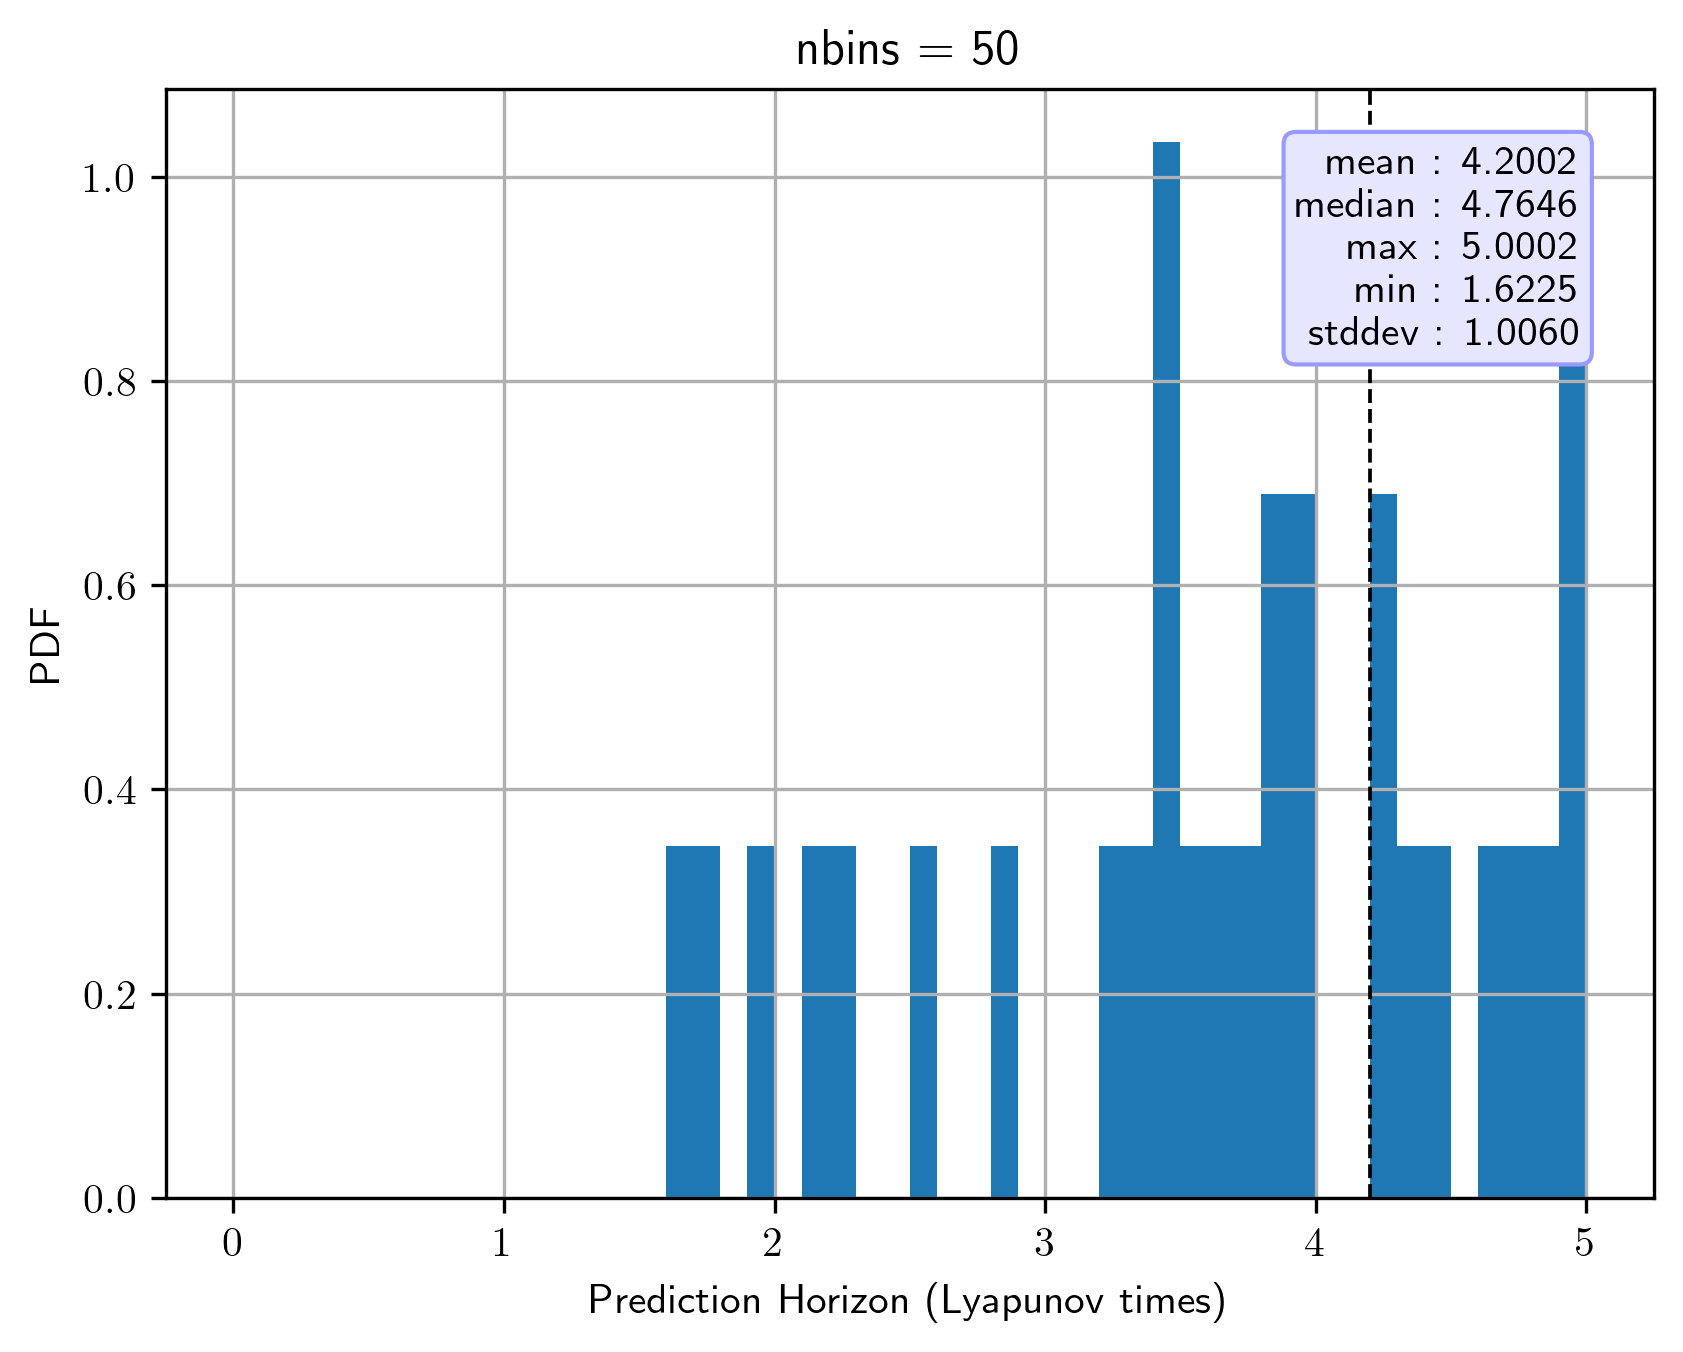 nbins = 50
mean : 4.2002
median : 4.7646
max : 5.0002
min : 1.6225
stddev : 1.0060
PDF
1.0
0.8
0.6
0.4
0.2
0.0
0 1 2 3 4 5
Prediction Horizon (Lyapunov times)